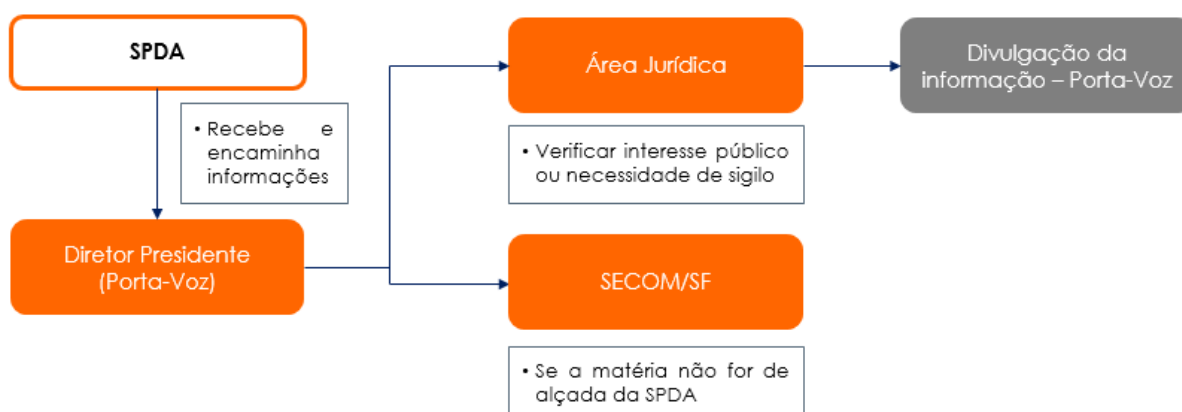 SPDA
• Recebe e
encaminha
informações
Diretor Presidente
(Porta-Voz)
Área Jurídica
• Verificar interesse público
ou necessidade de sigilo
SECOM/SF
• Se a matéria não for de
alçada da SPDA
Divulgação da
informação – Porta-Voz